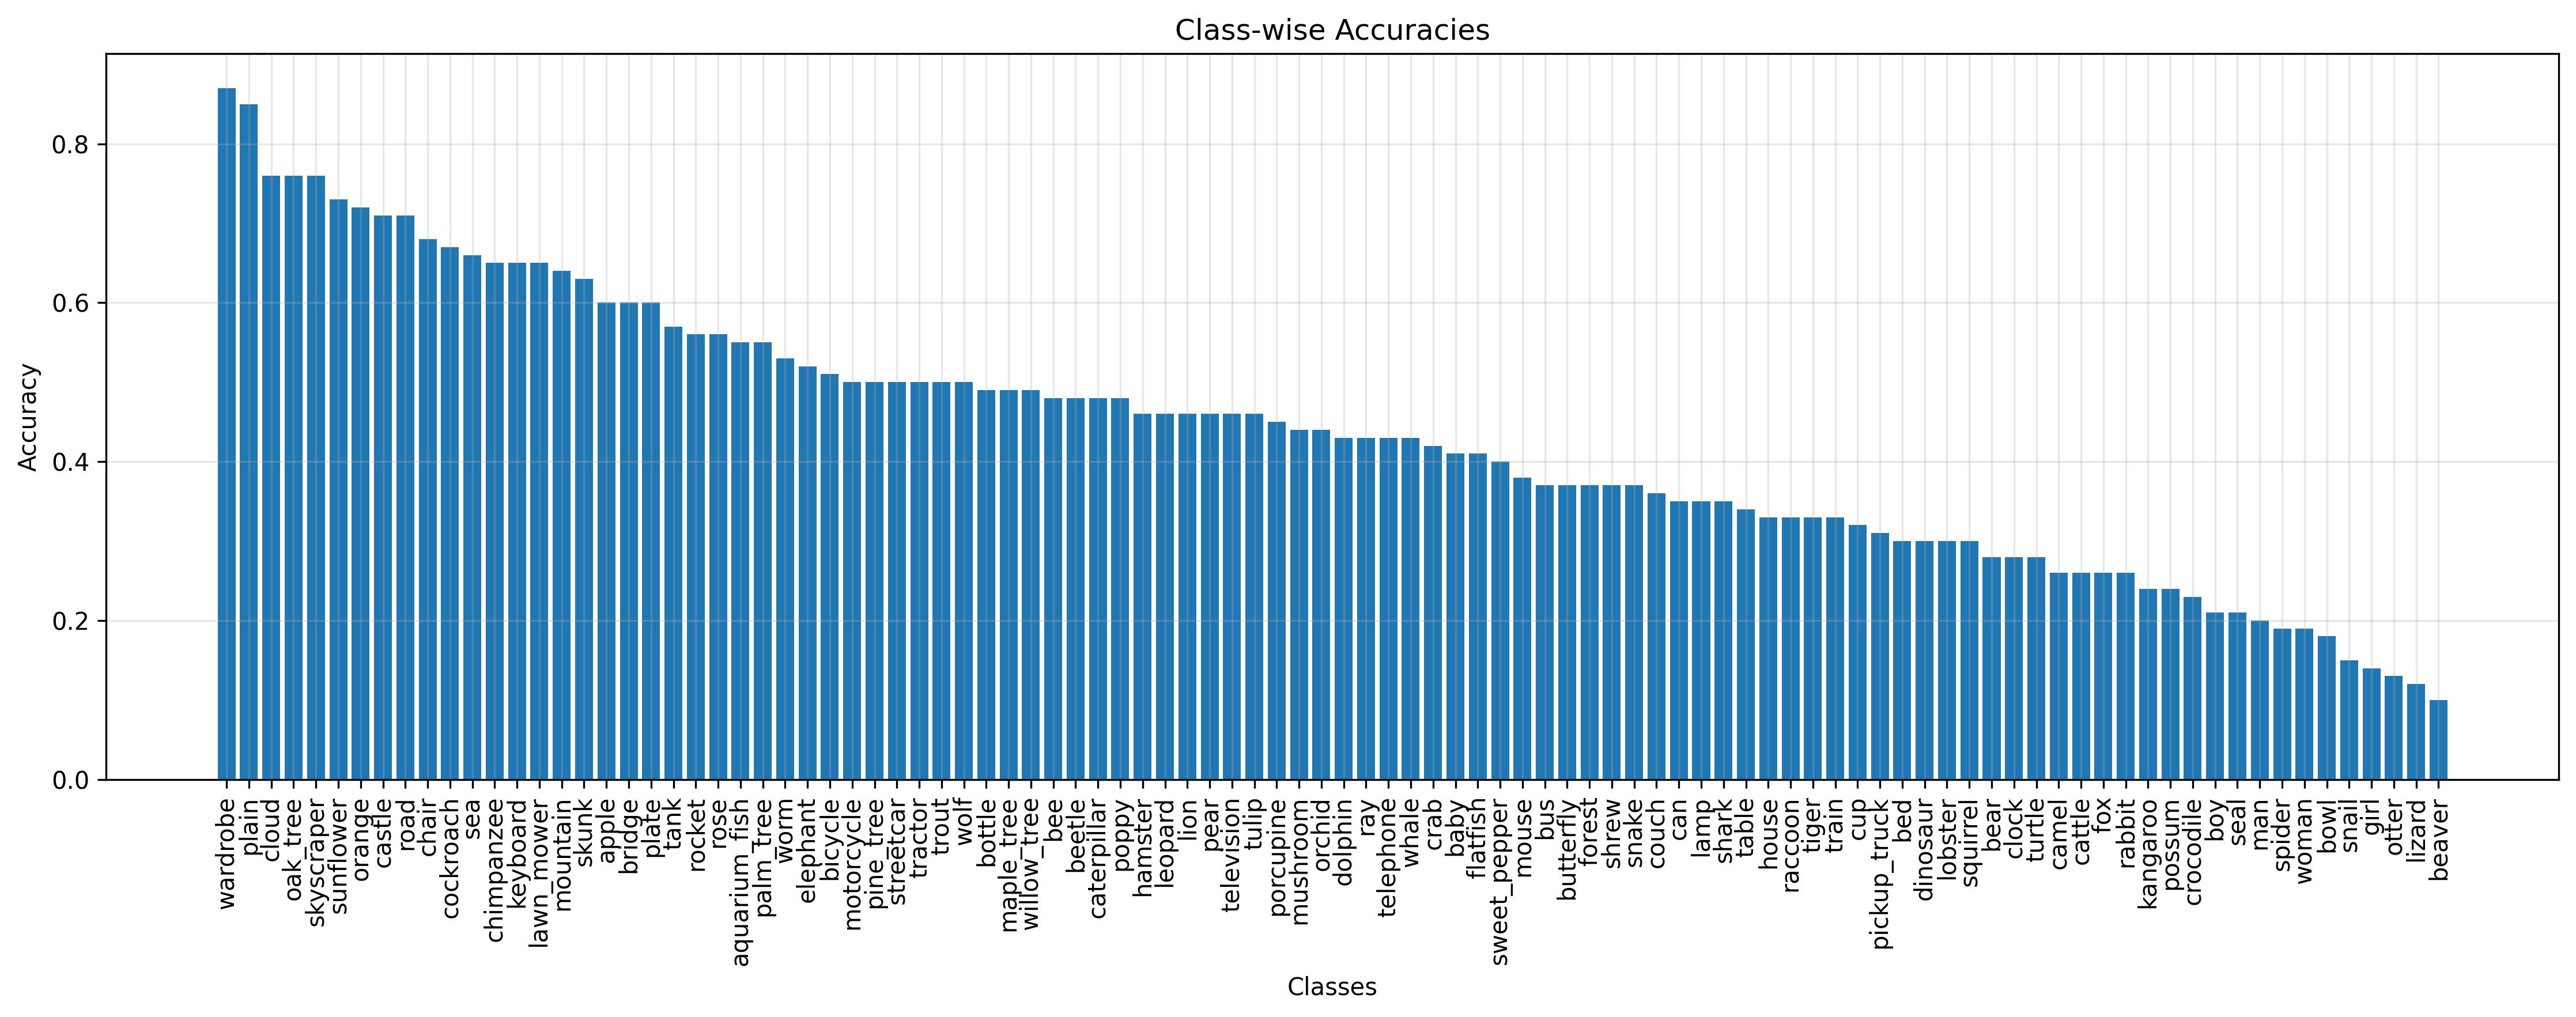 Class-wise Accuracies
Accuracy
0.8
0.6
0.4
0.2
0.0
wardrobe
plain
cloud
oak_tree
skyscraper
sunflower
orange
castle
road
chair
cockroach
sea
chimpanzee
keyboard
lawn_mower
mountain
skunk
apple
bridge
plate
tank
rocket
rose
aquarium_fish
palm_tree
worm
elephant
bicycle
motorcycle
pine_tree
streetcar
tractor
trout
wolf
bottle
maple_tree
willow_tree
bee
beetle
caterpillar
poppy
hamster
leopard
lion
pear
television
tulip
porcupine
mushroom
orchid
dolphin
ray
telephone
whale
crab
baby
flatfish
sweet_pepper
mouse
bus
butterfly
forest
shrew
snake
couch
can
lamp
shark
table
house
raccoon
tiger
train
cup
pickup_truck
bed
dinosaur
lobster
squirrel
bear
clock
turtle
camel
cattle
fox
rabbit
kangaroo
possum
crocodile
boy
seal
man
spider
woman
bowl
snail
girl
otter
lizard
beaver
Classes